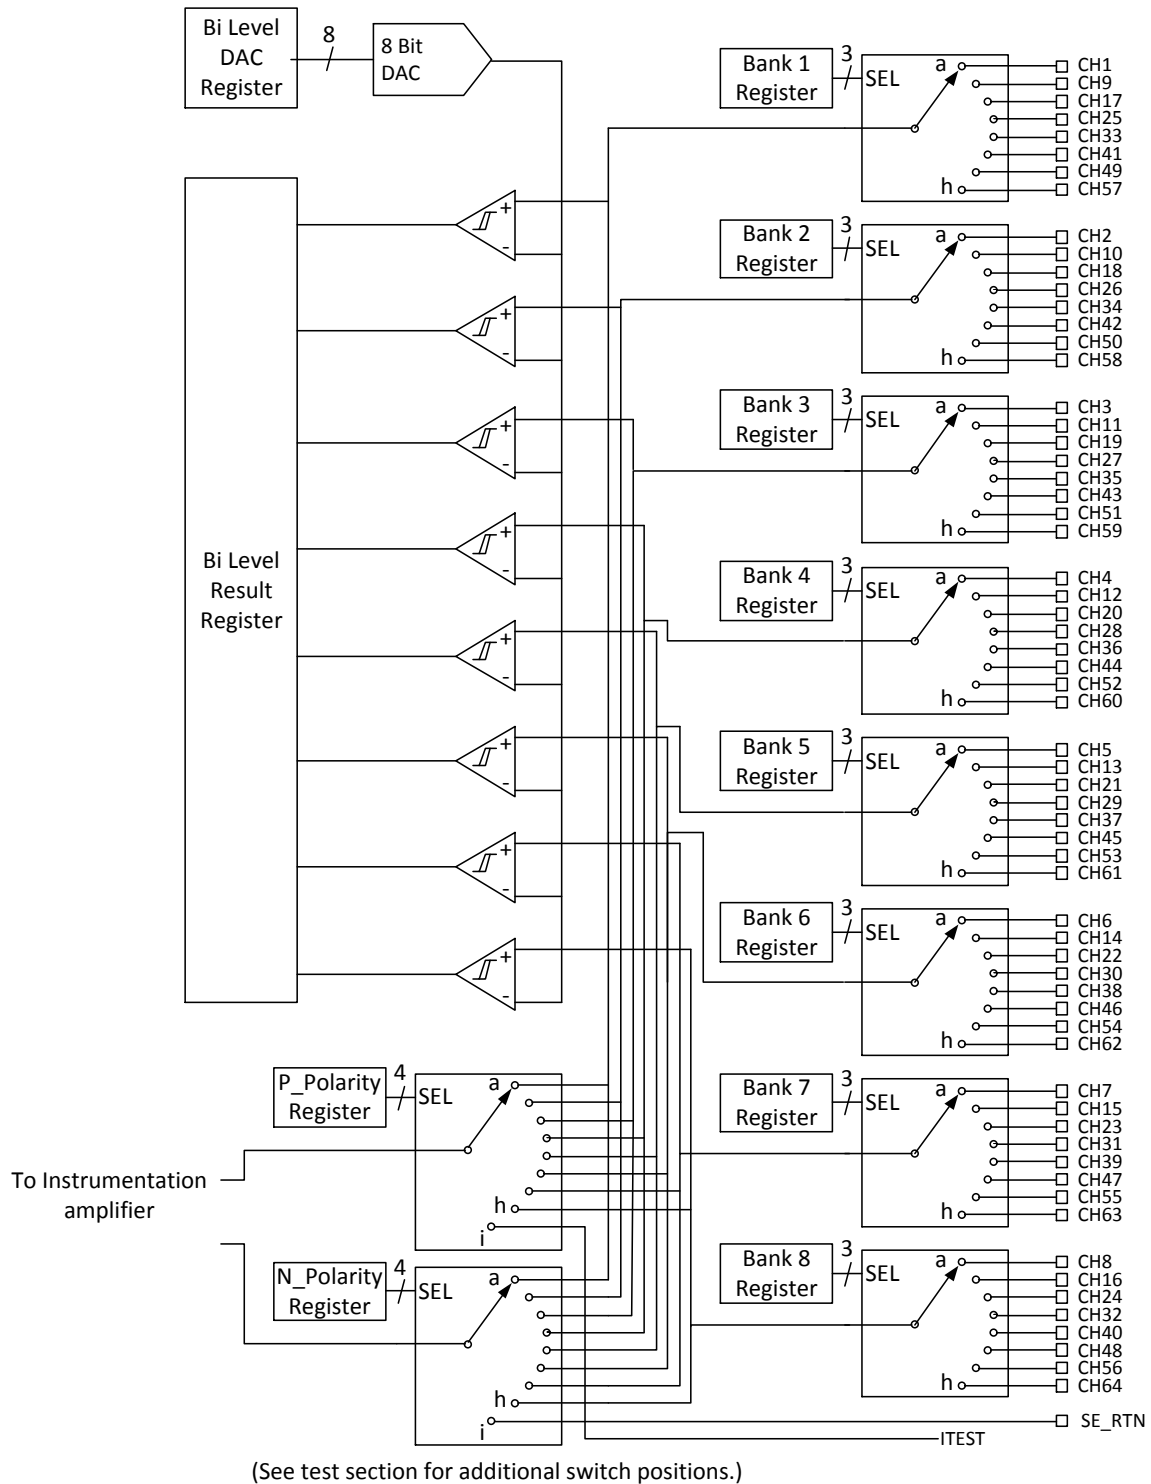 Bi Level
DAC
Register
8
8 Bit
DAC
Bank 1
Register
3
SEL
a
h
CH1
CH9
CH17
CH25
CH33
CH41
CH49
CH57
+
-
Bank 2
Register
3
SEL
a
h
CH2
CH10
CH18
CH26
CH34
CH42
CH50
CH58
+
-
Bank 3
Register
3
SEL
a
h
CH3
CH11
CH19
CH27
CH35
CH43
CH51
CH59
+
-
Bi Level
Result
Register
+
-
Bank 4
Register
3
SEL
a
h
CH4
CH12
CH20
CH28
CH36
CH44
CH52
CH60
+
-
Bank 5
Register
3
SEL
a
h
CH5
CH13
CH21
CH29
CH37
CH45
CH53
CH61
+
-
+
-
Bank 6
Register
3
SEL
a
h
CH6
CH14
CH22
CH30
CH38
CH46
CH54
CH62
+
-
P_Polarity
Register
4
SEL
a
h
i
Bank 7
Register
3
SEL
a
h
CH7
CH15
CH23
CH31
CH39
CH47
CH55
CH63
To Instrumentation
amplifier
N_Polarity
Register
4
SEL
a
h
i
Bank 8
Register
3
SEL
a
h
CH8
CH16
CH24
CH32
CH40
CH48
CH56
CH64
SE_RTN
ITEST
(See test section for additional switch positions.)